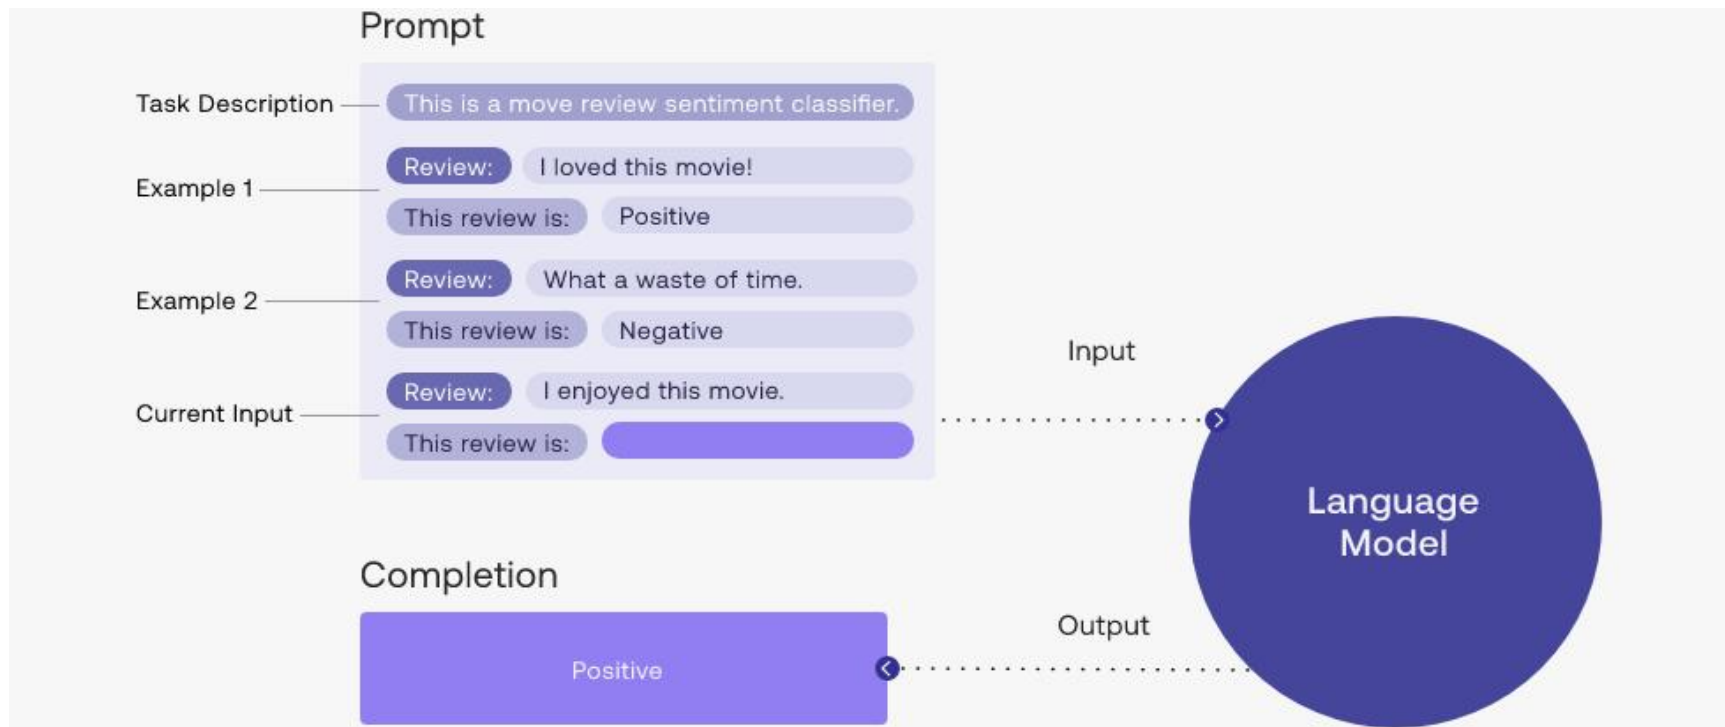 Prompt
Task Description
This is a move review sentiment classifier.
Example 1
Review: I loved this movie!
This review is: Positive
Example 2
Review: What a waste of time.
This review is: Negative
Current Input
Review: I enjoyed this movie.
This review is:
Input
Language
Model
Completion
Positive
Output